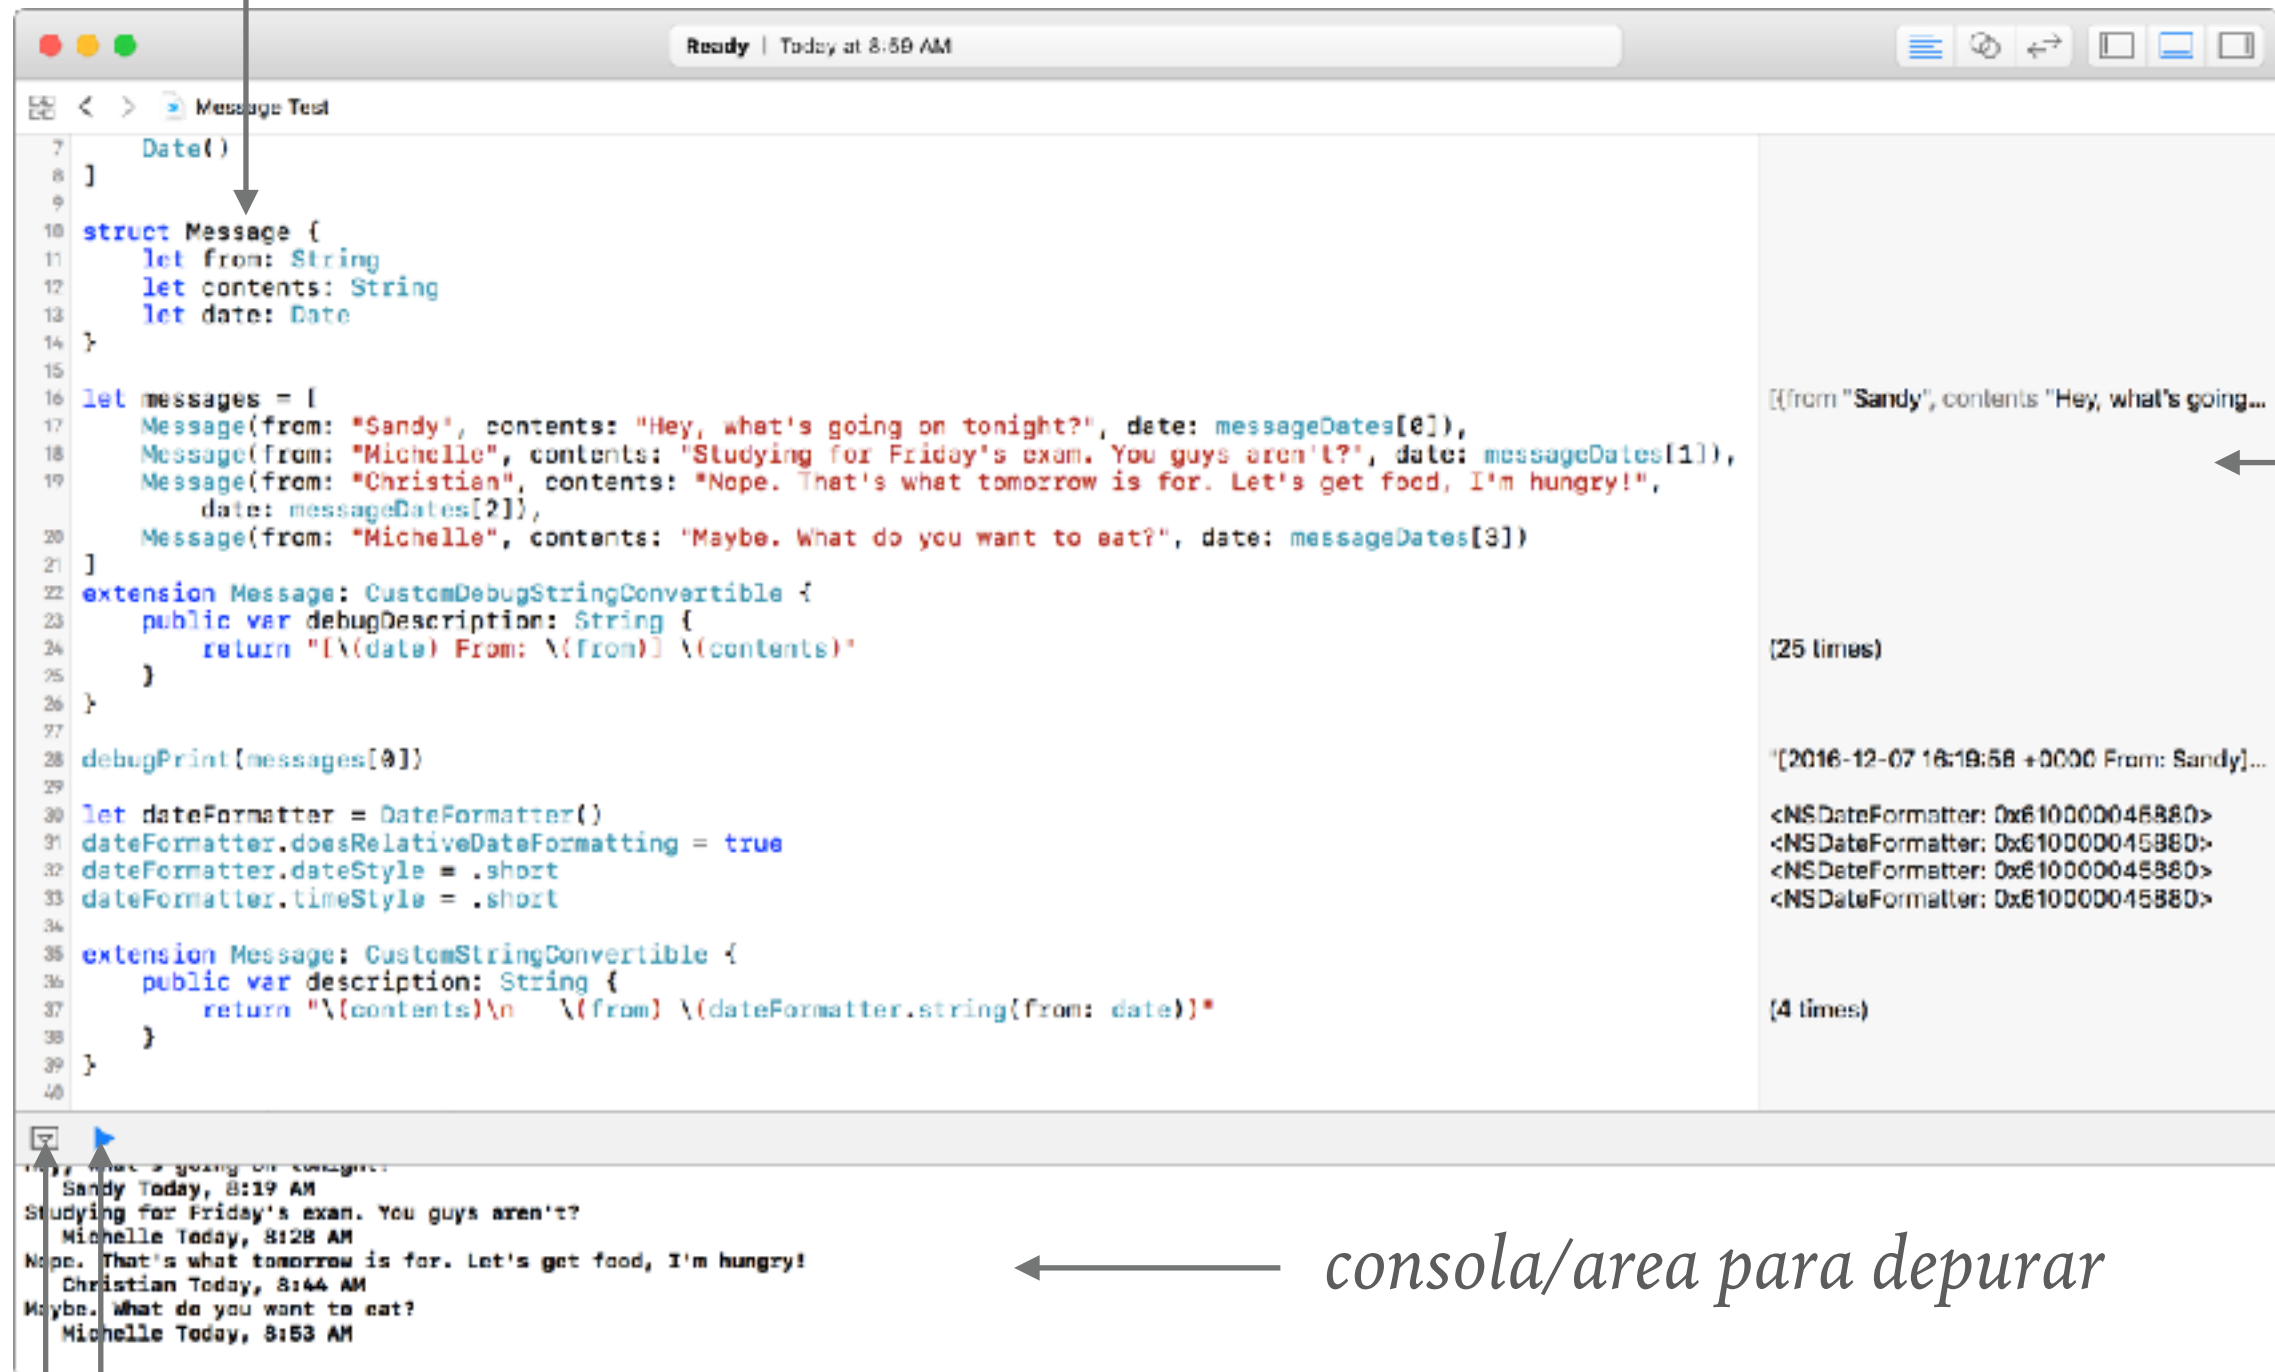 Ready | Today at 8:59 AM
Message Test
7 Date()
8 ]
9
10 struct Message {
11 let from: String
12 let contents: String
13 let date: Date
14 }
15
16 let messages = [
[{from "Sandy", contents "Hey, what's going...
17 Message(from: "Sandy", contents: "Hey, what's going on tonight?", date: messageDates[0]),
18 Message(from: "Michelle", contents: "Studying for Friday's exam. You guys aren't?", date: messageDates[1]),
19 Message(from: "Christian", contents: "Nope. That's what tomorrow is for. Let's get food, I'm hungry!",
date: messageDates[2]),
20 Message(from: "Michelle", contents: "Maybe. What do you want to eat?", date: messageDates[3])
21 ]
22 extension Message: CustomDebugStringConvertible {
23 public var debugDescription: String {
24 return "[\(date) From: \(from)] \(contents)"
(25 times)
25 }
26 }
27
28 debugPrint(messages[0])
"[2016-12-07 16:19:58 +0000 From: Sandy]...
29
30 let dateFormatter = DateFormatter()
<NSDateFormatter: 0x610000045880>
31 dateFormatter.doesRelativeDateFormatting = true
<NSDateFormatter: 0x610000045880>
32 dateFormatter.dateStyle = .short
<NSDateFormatter: 0x610000045880>
33 dateFormatter.timeStyle = .short
<NSDateFormatter: 0x610000045880>
34
35 extension Message: CustomStringConvertible {
36 public var description: String {
37 return "\(contents)\n   \(from) \(dateFormatter.string(from: date))"
(4 times)
38 }
39 }
40
Hey, what's going on tonight?
Sandy Today, 8:19 AM
Studying for Friday's exam. You guys aren't?
Michelle Today, 8:28 AM
Nope. That's what tomorrow is for. Let's get food, I'm hungry!
Christian Today, 8:44 AM
Maybe. What do you want to eat?
Michelle Today, 8:53 AM
consola/area para depurar